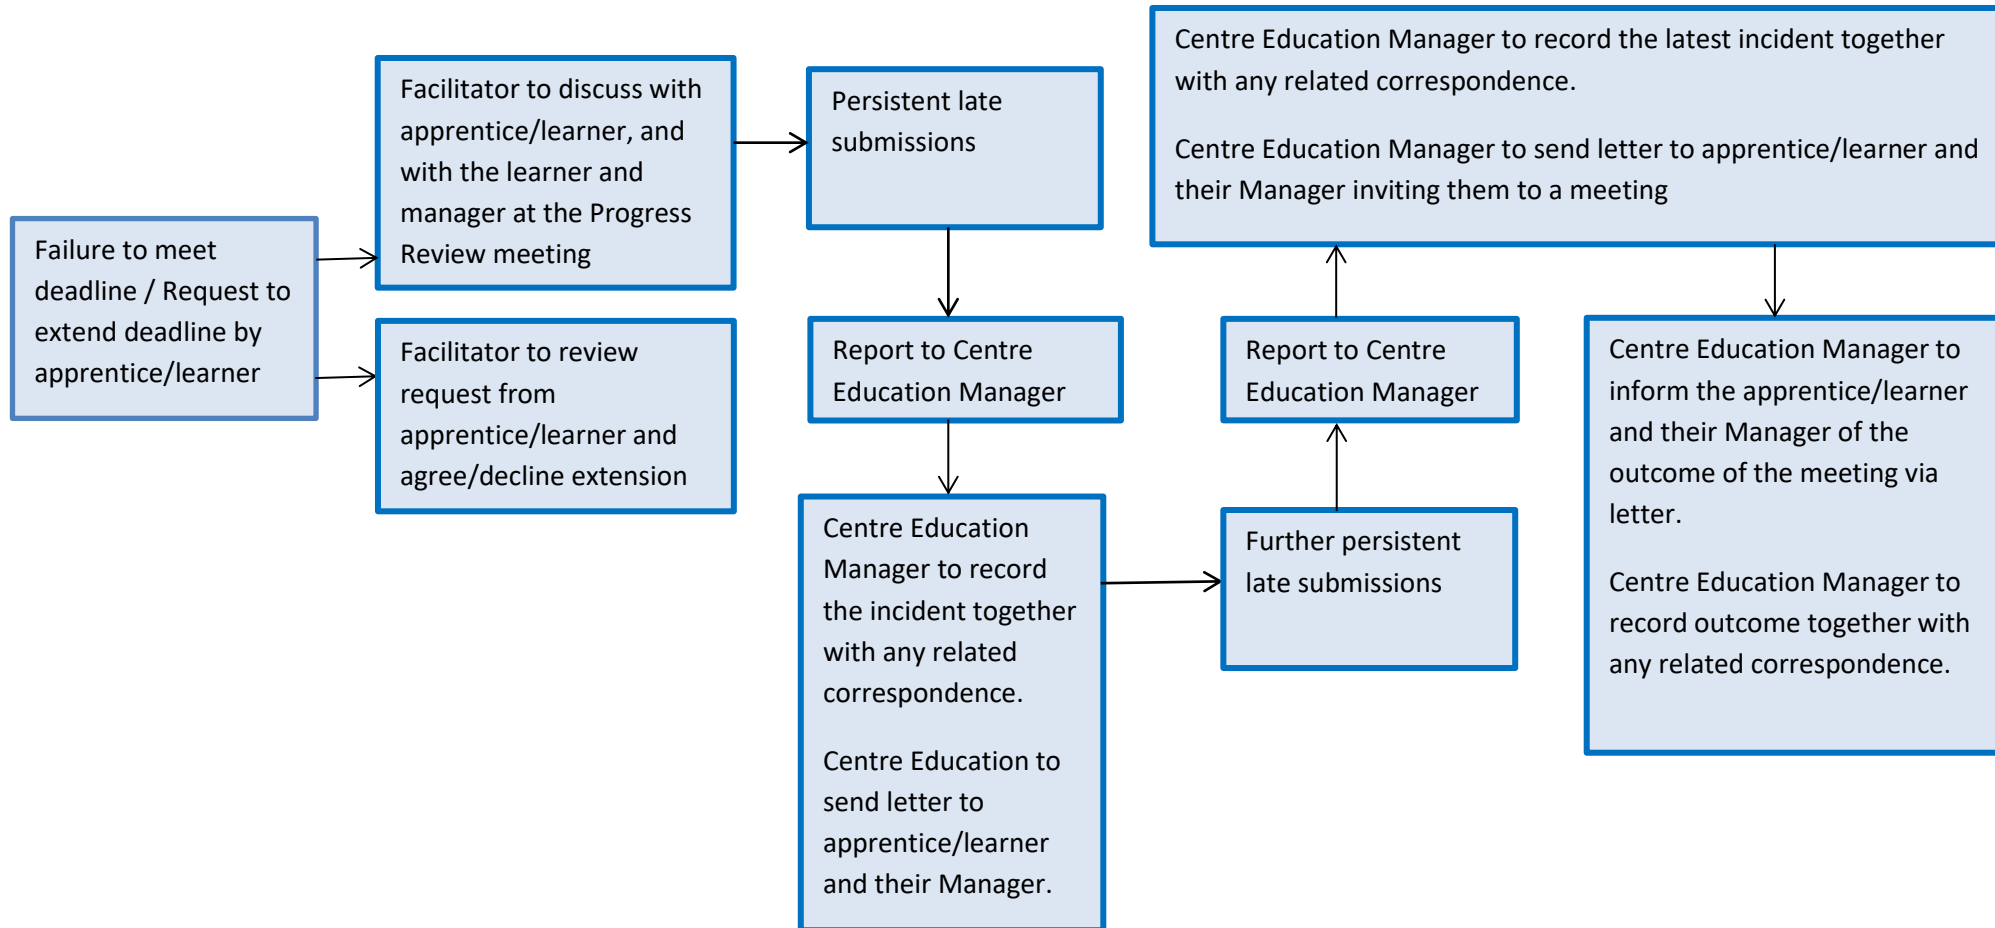 Failure to meet
deadline / Request to
extend deadline by
apprentice/learner
Facilitator to discuss with
apprentice/learner, and
with the learner and
manager at the Progress
Review meeting
Facilitator to review
request from
apprentice/learner and
agree/decline extension
Persistent late
submissions
Report to Centre
Education Manager
Centre Education
Manager to record
the incident together
with any related
correspondence.
Centre Education to
send letter to
apprentice/learner
and their Manager.
Further persistent
late submissions
Report to Centre
Education Manager
Centre Education Manager to record the latest incident together
with any related correspondence.
Centre Education Manager to send letter to apprentice/learner and
their Manager inviting them to a meeting
Centre Education Manager to
inform the apprentice/learner
and their Manager of the
outcome of the meeting via
letter.
Centre Education Manager to
record outcome together with
any related correspondence.